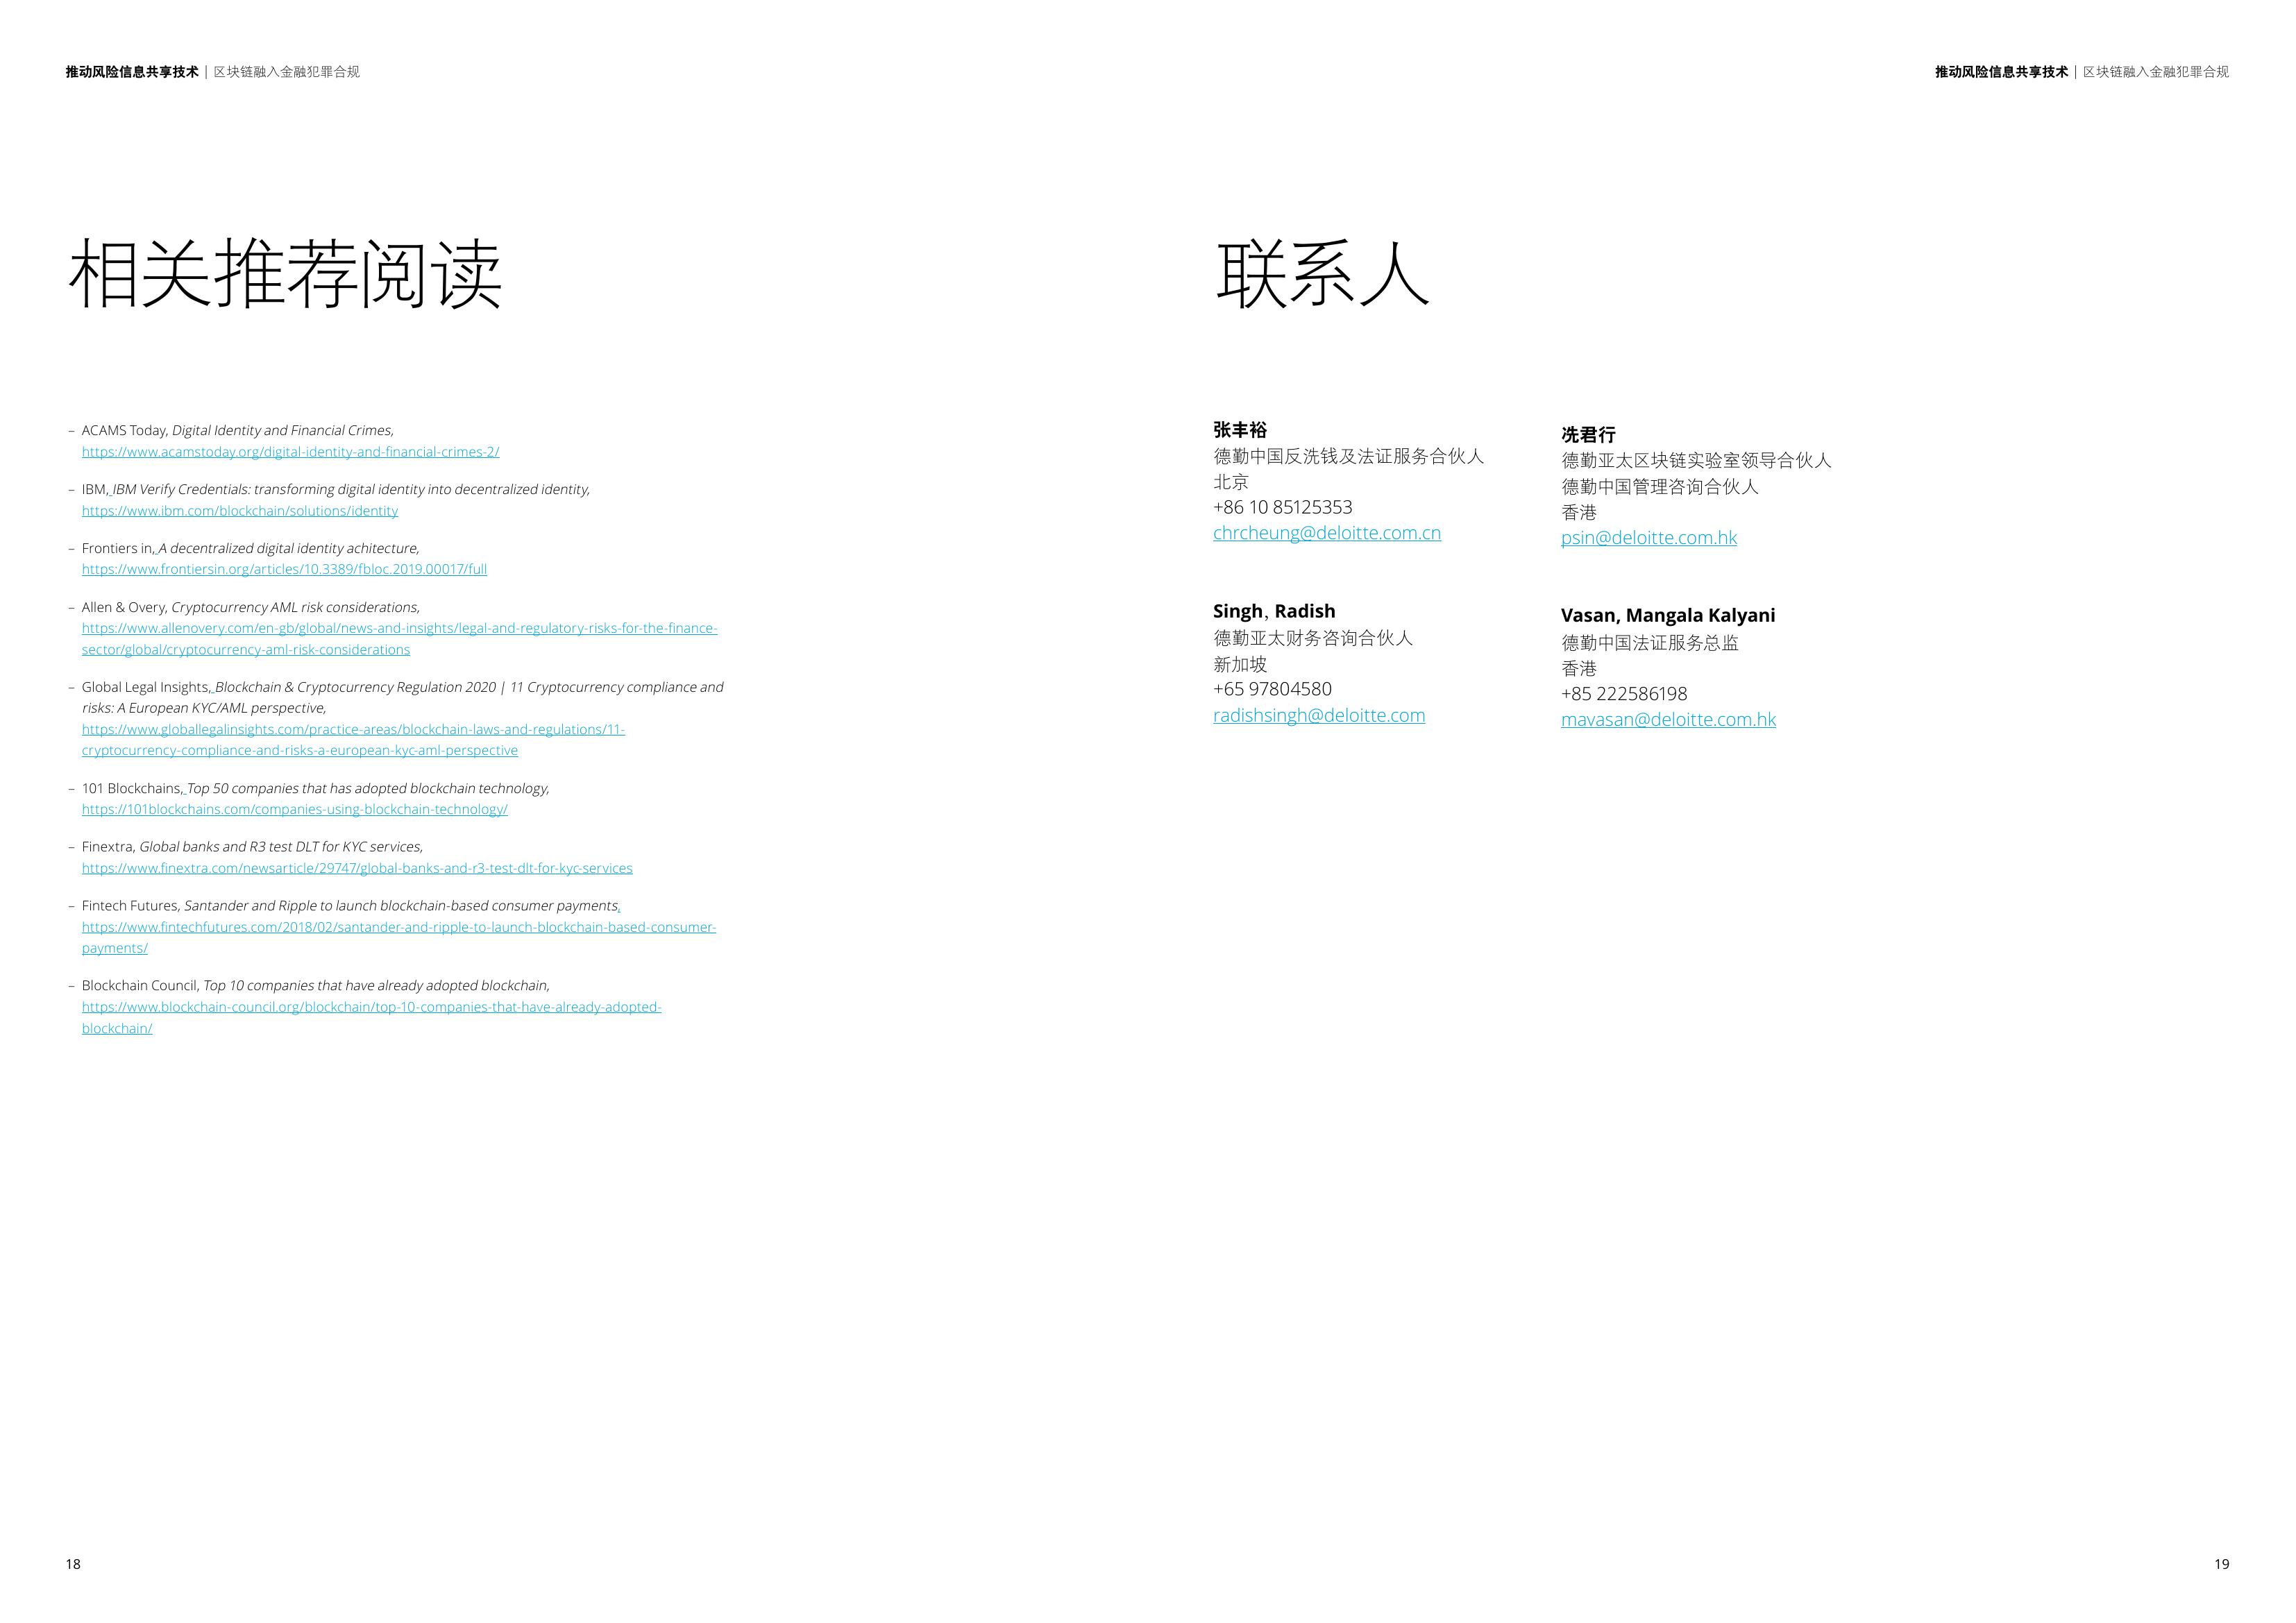 推动风险信息共享技术 | 区块链融入金融犯罪合规
相关推荐阅读
– ACAMS Today, Digital Identity and Financial Crimes,
https://www.acamstoday.org/digital-identity-and-financial-crimes-2/
– IBM, IBM Verify Credentials: transforming digital identity into decentralized identity,
https://www.ibm.com/blockchain/solutions/identity
– Frontiers in, A decentralized digital identity achitecture,
https://www.frontiersin.org/articles/10.3389/fbloc.2019.00017/full
– Allen & Overy, Cryptocurrency AML risk considerations,
https://www.allenovery.com/en-gb/global/news-and-insights/legal-and-regulatory-risks-for-the-finance-
sector/global/cryptocurrency-aml-risk-considerations
– Global Legal Insights, Blockchain & Cryptocurrency Regulation 2020 | 11 Cryptocurrency compliance and
risks: A European KYC/AML perspective,
https://www.globallegalinsights.com/practice-areas/blockchain-laws-and-regulations/11-
cryptocurrency-compliance-and-risks-a-european-kyc-aml-perspective
– 101 Blockchains, Top 50 companies that has adopted blockchain technology,
https://101blockchains.com/companies-using-blockchain-technology/
– Finextra, Global banks and R3 test DLT for KYC services,
https://www.finextra.com/newsarticle/29747/global-banks-and-r3-test-dlt-for-kyc-services
– Fintech Futures, Santander and Ripple to launch blockchain-based consumer payments,
https://www.fintechfutures.com/2018/02/santander-and-ripple-to-launch-blockchain-based-consumer-
payments/
– Blockchain Council, Top 10 companies that have already adopted blockchain,
https://www.blockchain-council.org/blockchain/top-10-companies-that-have-already-adopted-
blockchain/
18
推动风险信息共享技术 | 区块链融入金融犯罪合规
联系人
张丰裕
德勤中国反洗钱及法证服务合伙人
北京
+86 10 85125353
chrcheung@deloitte.com.cn
冼君行
德勤亚太区块链实验室领导合伙人
德勤中国管理咨询合伙人
香港
psin@deloitte.com.hk
Singh, Radish
德勤亚太财务咨询合伙人
新加坡
+65 97804580
radishsingh@deloitte.com
Vasan, Mangala Kalyani
德勤中国法证服务总监
香港
+85 222586198
mavasan@deloitte.com.hk
19